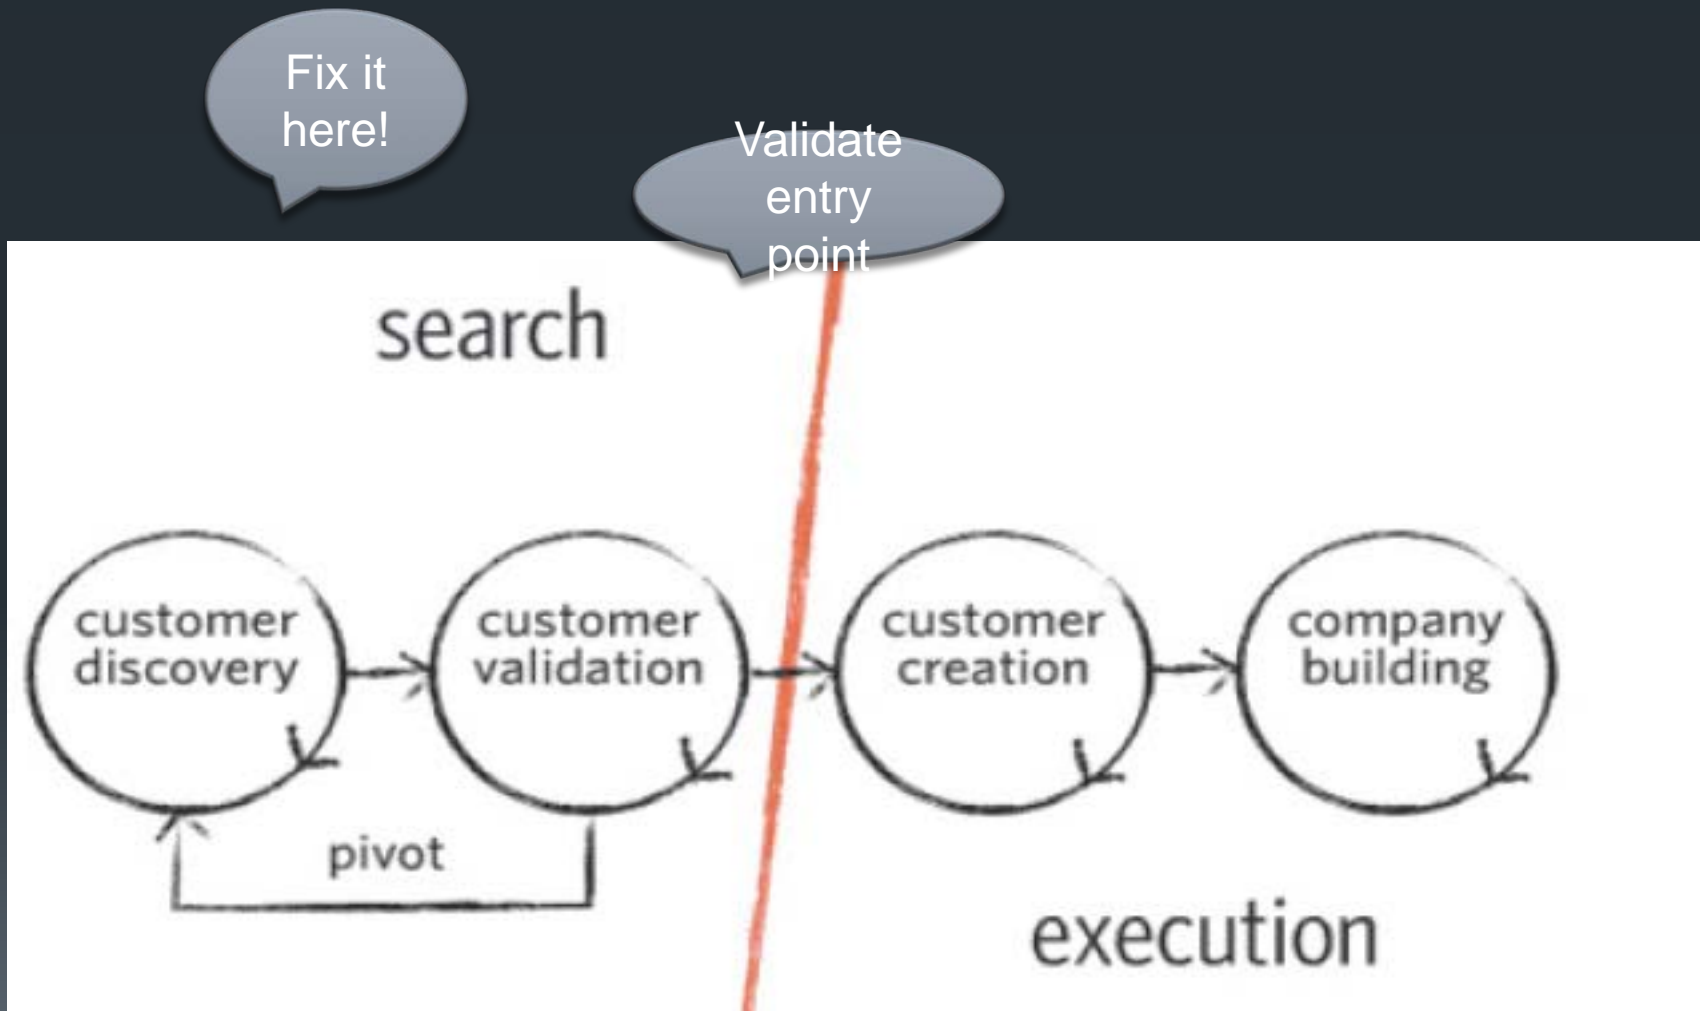 Fix it
here!
Validate
entry
point
search
customer
discovery
customer
validation
customer
creation
company
building
pivot
execution